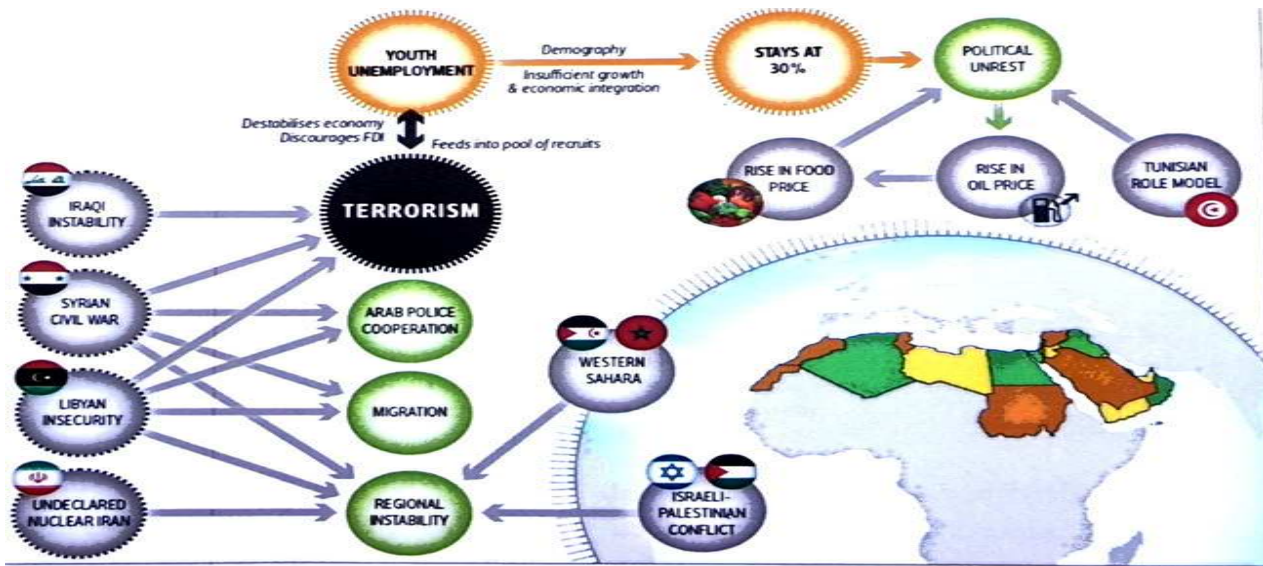 YOUTH
UNEMPLOYMENT
Demography
Insufficient growth
& economic integration
STAYS AT
30%
POLITICAL
UNREST
Destabilises economy
Discourages FDI
Feeds into pool of recruits
RISE IN FOOD
PRICE
RISE IN
OIL PRICE
TUNISIAN
ROLE MODEL
IRAQI
INSTABILITY
TERRORISM
SYRIAN
CIVIL WAR
ARAB POLICE
COOPERATION
WESTERN
SAHARA
LIBYAN
INSECURITY
MIGRATION
UNDECLARED
NUCLEAR IRAN
REGIONAL
INSTABILITY
ISRAELI-
PALESTINIAN
CONFLICT